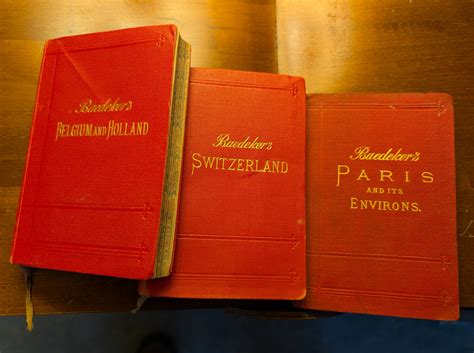 Baedeker's
BELGIUM AND HOLLAND
Baedeker's
SWITZERLAND
Baedeker's
PARIS
AND ITS
ENVIRONS.